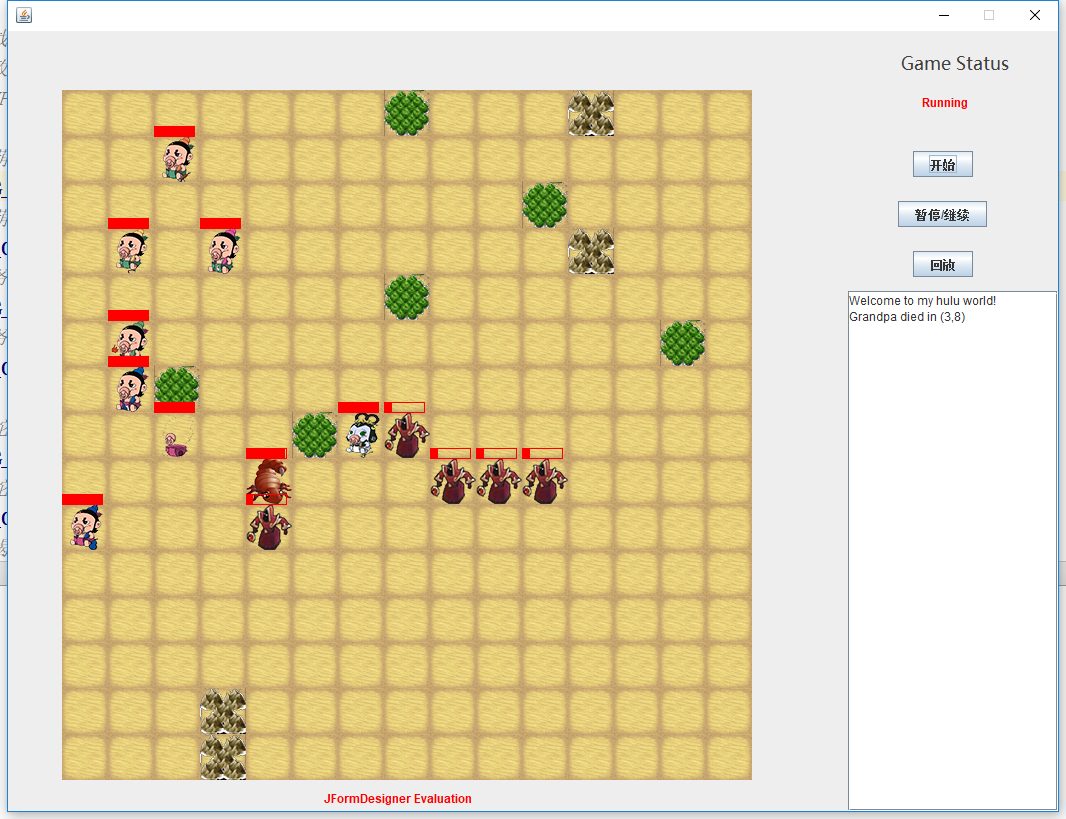 Game Status
Running
开始
暂停/继续
回放
Welcome to my hulu world!
Grandpa died in (3,8)
JFormDesigner Evaluation